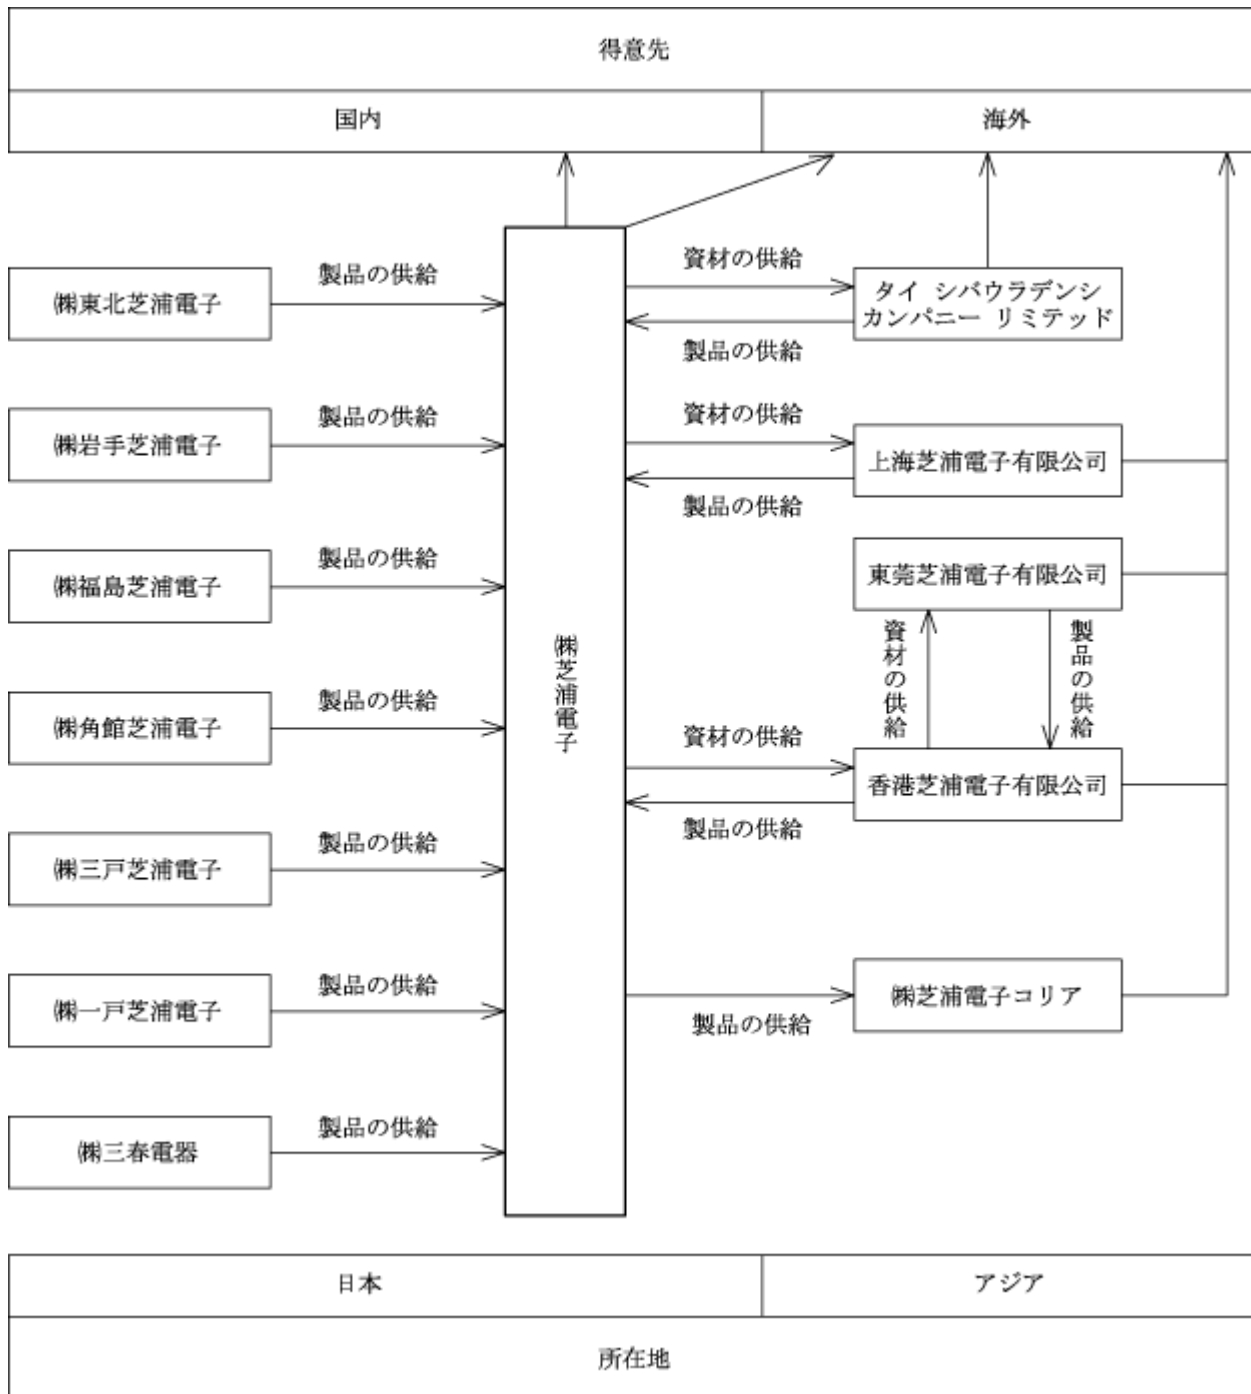 得意先
国内
海外
㈱東北芝浦電子
製品の供給
㈱岩手芝浦電子
製品の供給
㈱福島芝浦電子
製品の供給
㈱角館芝浦電子
製品の供給
㈱三戸芝浦電子
製品の供給
㈱一戸芝浦電子
製品の供給
㈱三春電器
製品の供給
㈱芝浦電子
資材の供給
製品の供給
タイ シバウラデンシ
カンパニー リミテッド
資材の供給
製品の供給
上海芝浦電子有限公司
東莞芝浦電子有限公司
資材の供給
製品の供給
資材の供給
製品の供給
香港芝浦電子有限公司
製品の供給
㈱芝浦電子コリア
日本
アジア
所在地